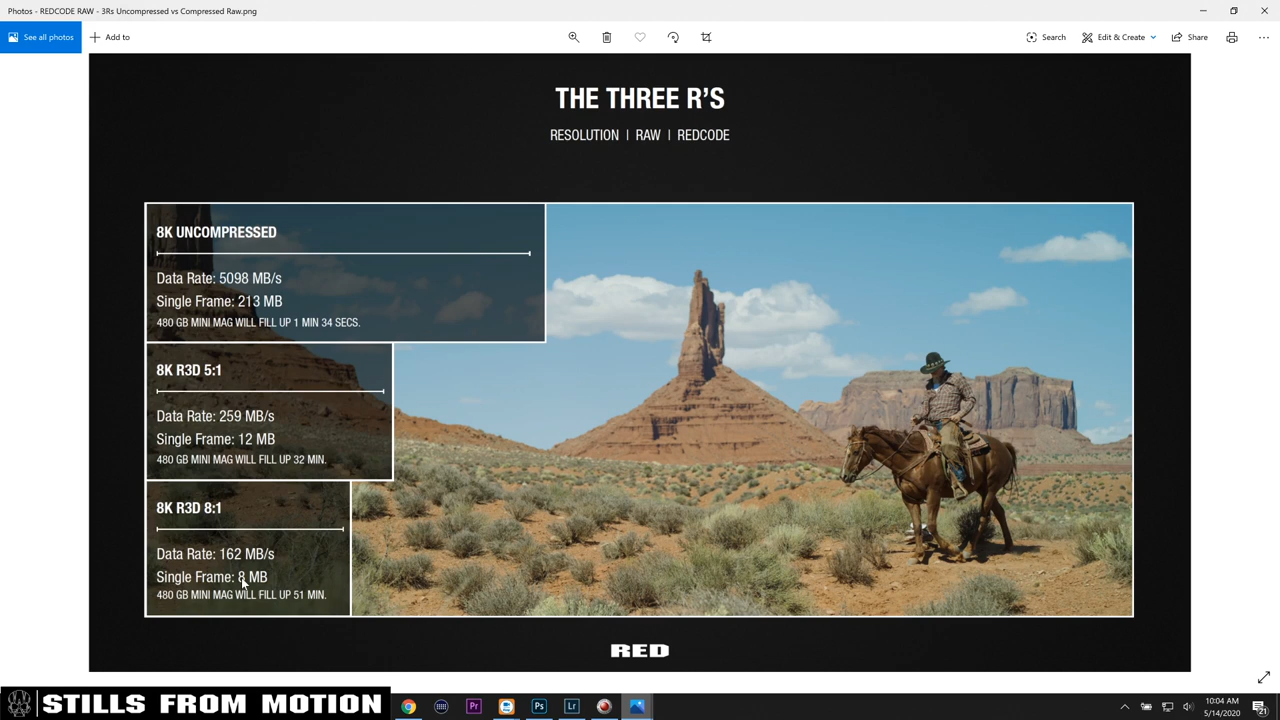 Photos - REDCODE RAW - 3Rs Uncompressed vs Compressed Raw.png
See all photos
Add to
Search
Edit & Create
Share
THE THREE R'S
RESOLUTION | RAW | REDCODE
8K UNCOMPRESSED
Data Rate: 5098 MB/s
Single Frame: 213 MB
480 GB MINI MAG WILL FILL UP 1 MIN 34 SECS.
8K R3D 5:1
Data Rate: 259 MB/s
Single Frame: 12 MB
480 GB MINI MAG WILL FILL UP 32 MIN.
8K R3D 8:1
Data Rate: 162 MB/s
Single Frame: 8 MB
480 GB MINI MAG WILL FILL UP 51 MIN.
RED
STILLS FROM MOTION
Pr
Ps
Lr
10:04 AM
5/14/2020
21